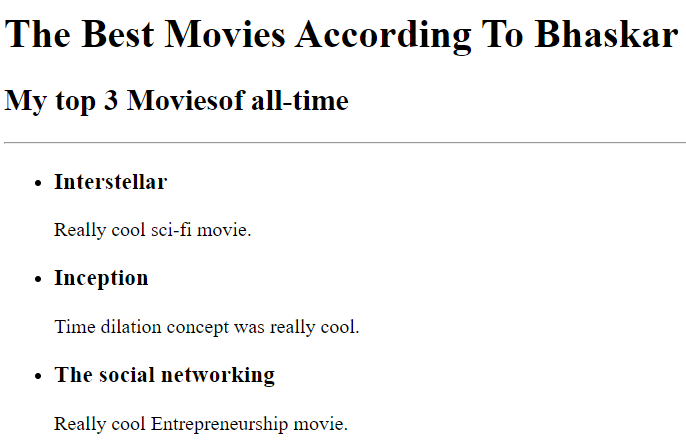 The Best Movies According To Bhaskar
My top 3 Moviesof all-time
Interstellar
Really cool sci-fi movie.
Inception
Time dilation concept was really cool.
The social networking
Really cool Entrepreneurship movie.